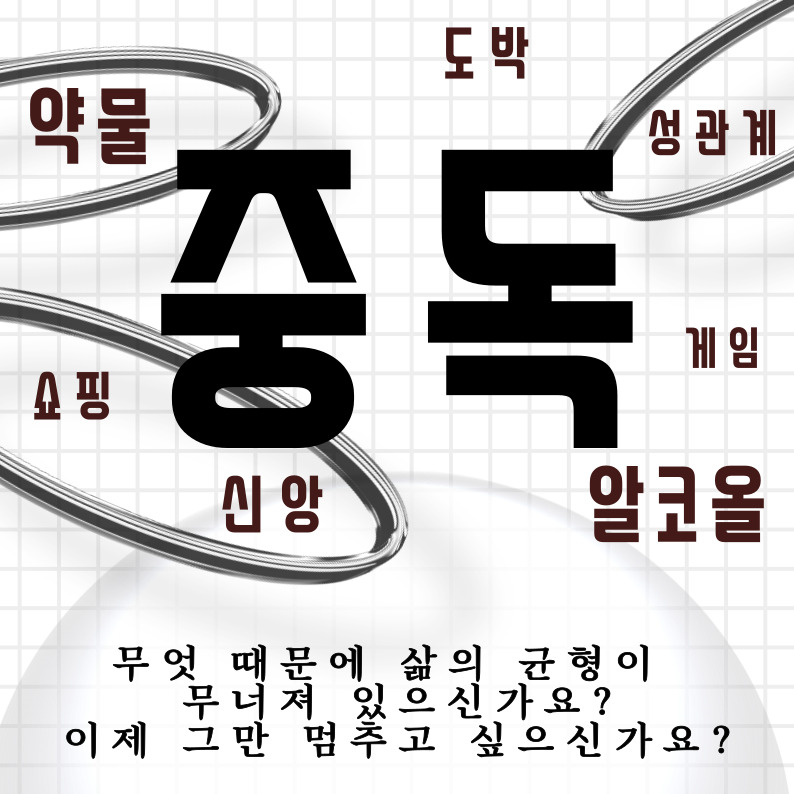 도박
약물
성관계
중독
게임
쇼핑
신앙
알코올
무엇 때문에 삶의 균형이
무너져 있으신가요?
이제 그만 멈추고 싶으신가요?